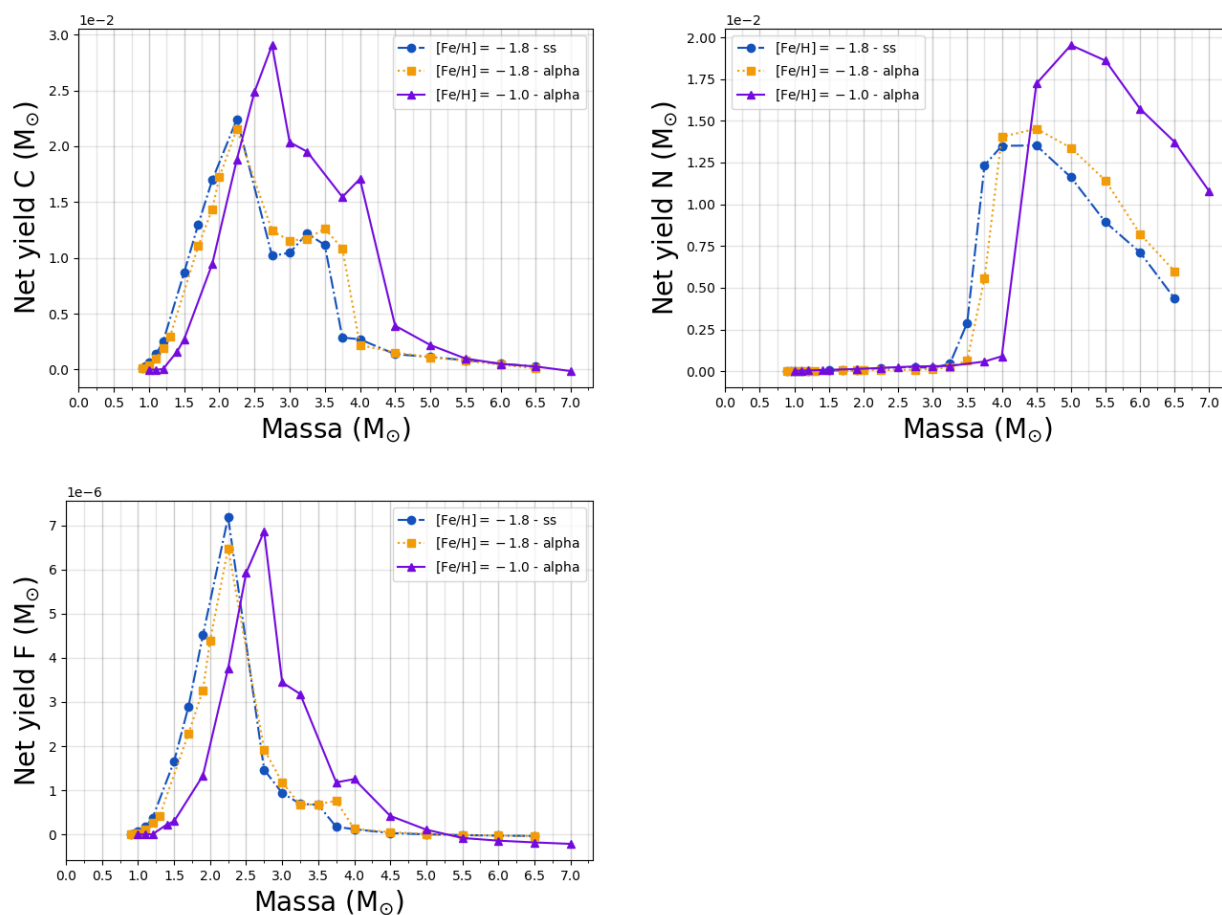 1e−2
Net yield C (M☉)
3.0
2.5
2.0
1.5
1.0
0.5
0.0
[Fe/H] = −1.8 - ss
[Fe/H] = −1.8 - alpha
[Fe/H] = −1.0 - alpha
0.0 0.5 1.0 1.5 2.0 2.5 3.0 3.5 4.0 4.5 5.0 5.5 6.0 6.5 7.0
Massa (M☉)
1e−2
Net yield N (M☉)
2.00
1.75
1.50
1.25
1.00
0.75
0.50
0.25
0.00
[Fe/H] = −1.8 - ss
[Fe/H] = −1.8 - alpha
[Fe/H] = −1.0 - alpha
0.0 0.5 1.0 1.5 2.0 2.5 3.0 3.5 4.0 4.5 5.0 5.5 6.0 6.5 7.0
Massa (M☉)
1e−6
Net yield F (M☉)
7
6
5
4
3
2
1
0
[Fe/H] = −1.8 - ss
[Fe/H] = −1.8 - alpha
[Fe/H] = −1.0 - alpha
0.0 0.5 1.0 1.5 2.0 2.5 3.0 3.5 4.0 4.5 5.0 5.5 6.0 6.5 7.0
Massa (M☉)